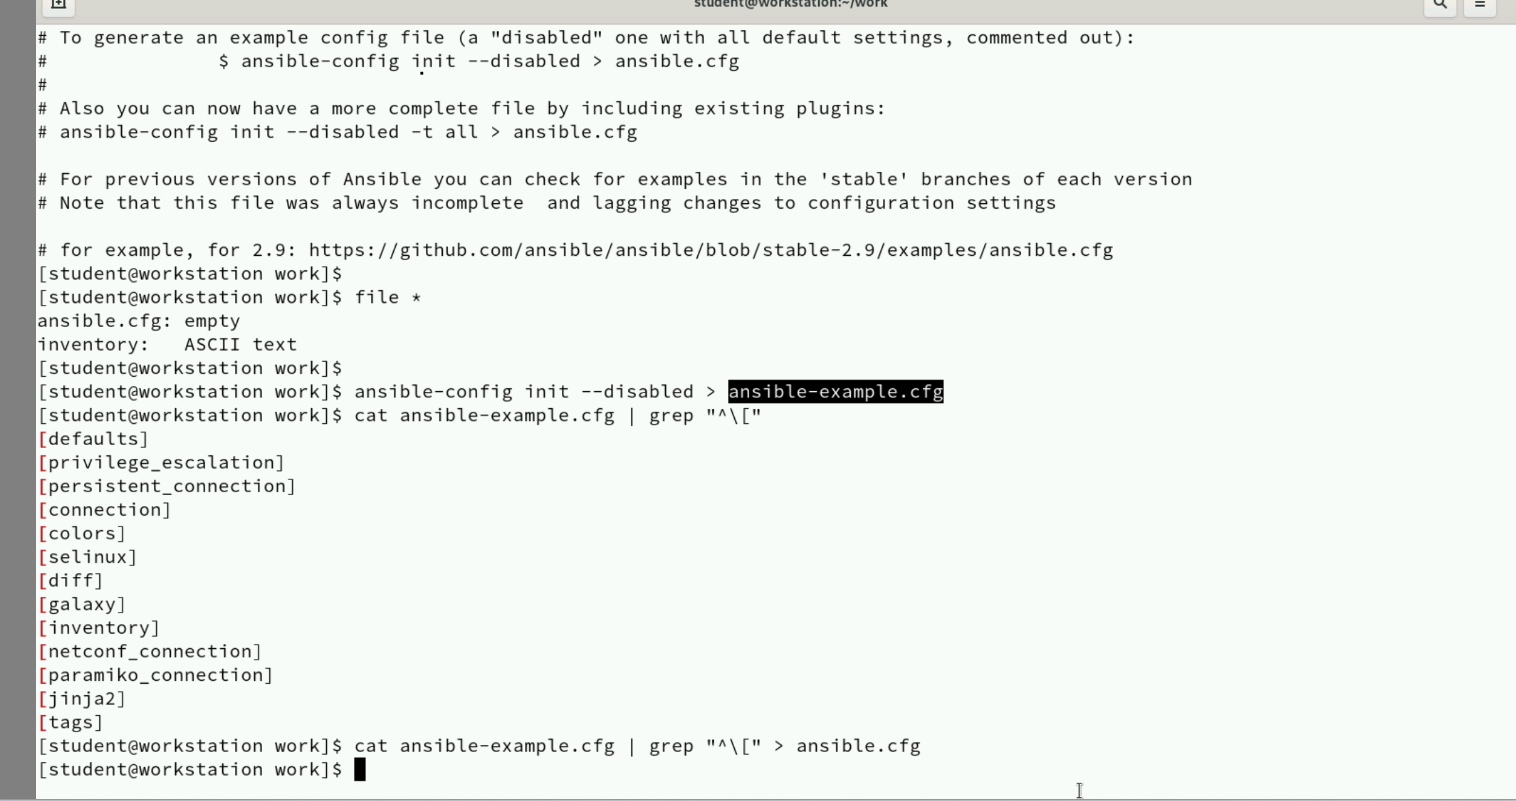 student@workstation:~/work
# To generate an example config file (a "disabled" one with all default settings, commented out):
#               $ ansible-config init --disabled > ansible.cfg
#
# Also you can now have a more complete file by including existing plugins:
# ansible-config init --disabled -t all > ansible.cfg
# For previous versions of Ansible you can check for examples in the 'stable' branches of each version
# Note that this file was always incomplete  and lagging changes to configuration settings
# for example, for 2.9: https://github.com/ansible/ansible/blob/stable-2.9/examples/ansible.cfg
[student@workstation work]$
[student@workstation work]$ file *
ansible.cfg: empty
inventory:   ASCII text
[student@workstation work]$
[student@workstation work]$ ansible-config init --disabled > ansible-example.cfg
[student@workstation work]$ cat ansible-example.cfg | grep "^\["
[defaults]
[privilege_escalation]
[persistent_connection]
[connection]
[colors]
[selinux]
[diff]
[galaxy]
[inventory]
[netconf_connection]
[paramiko_connection]
[jinja2]
[tags]
[student@workstation work]$ cat ansible-example.cfg | grep "^\[" > ansible.cfg
[student@workstation work]$